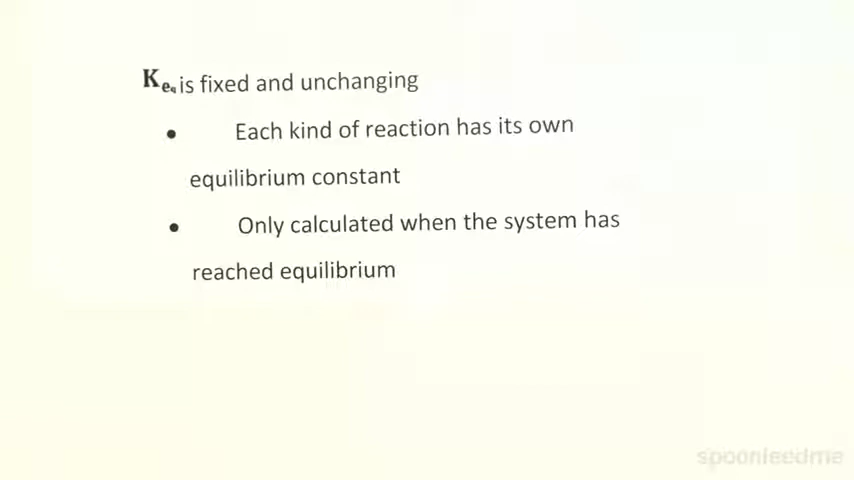 Keq is fixed and unchanging
• Each kind of reaction has its own
equilibrium constant
• Only calculated when the system has
reached equilibrium
spoonfeedme